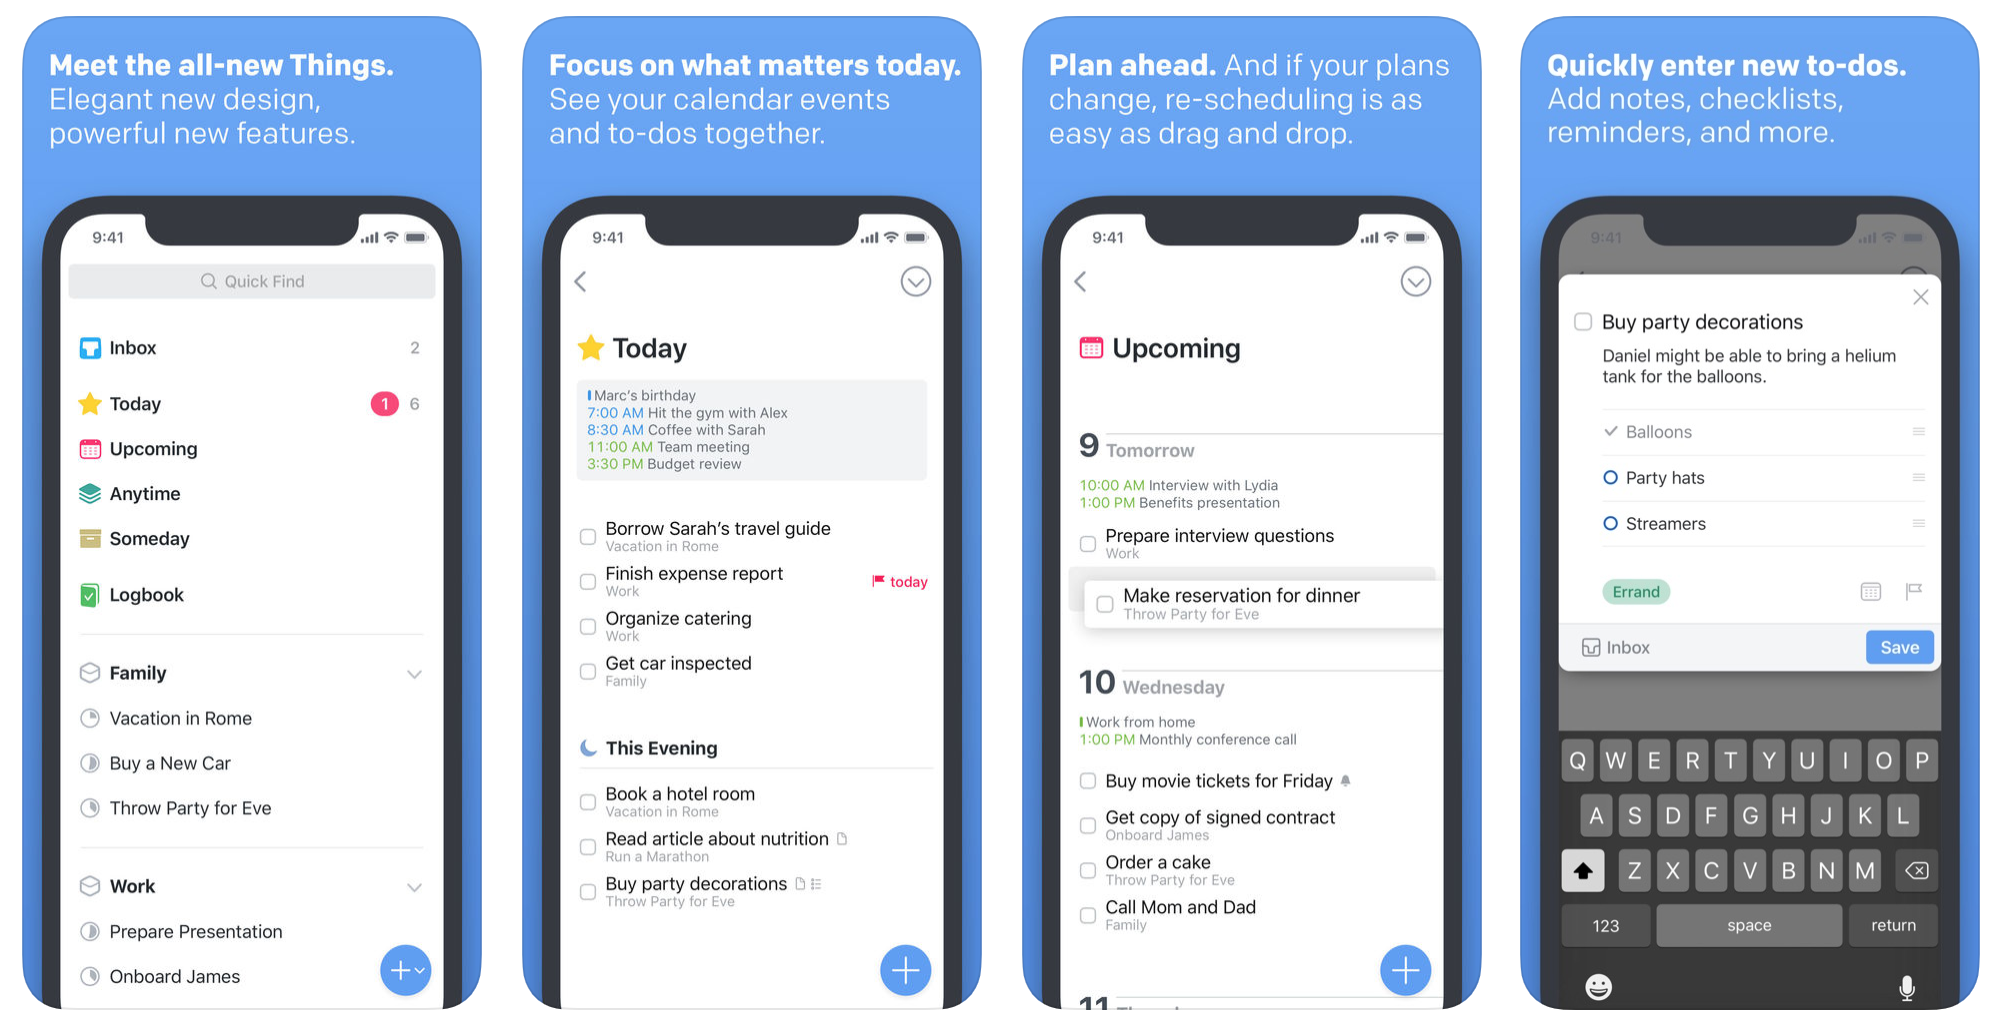 Meet the all-new Things.
Elegant new design,
powerful new features.
9:41
Quick Find
Inbox 2
Today 1 6
Upcoming
Anytime
Someday
Logbook
Family
Vacation in Rome
Buy a New Car
Throw Party for Eve
Work
Prepare Presentation
Onboard James
Focus on what matters today.
See your calendar events
and to-dos together.
9:41
Today
Marc's birthday
7:00 AM Hit the gym with Alex
8:30 AM Coffee with Sarah
11:00 AM Team meeting
3:30 PM Budget review
Borrow Sarah's travel guide
Vacation in Rome
Finish expense report
Work
today
Organize catering
Work
Get car inspected
Family
This Evening
Book a hotel room
Vacation in Rome
Read article about nutrition
Run a Marathon
Buy party decorations
Throw Party for Eve
Plan ahead. And if your plans
change, re-scheduling is as
easy as drag and drop.
9:41
Upcoming
9 Tomorrow
10:00 AM Interview with Lydia
1:00 PM Benefits presentation
Prepare interview questions
Work
Make reservation for dinner
Throw Party for Eve
10 Wednesday
Work from home
1:00 PM Monthly conference call
Buy movie tickets for Friday
Get copy of signed contract
Onboard James
Order a cake
Throw Party for Eve
Call Mom and Dad
Family
11
Quickly enter new to-dos.
Add notes, checklists,
reminders, and more.
9:41
Buy party decorations
Daniel might be able to bring a helium
tank for the balloons.
Balloons
Party hats
Streamers
Errand
Inbox
Save
Q W E R T Y U I O P
A S D F G H J K L
Z X C V B N M
123 space return